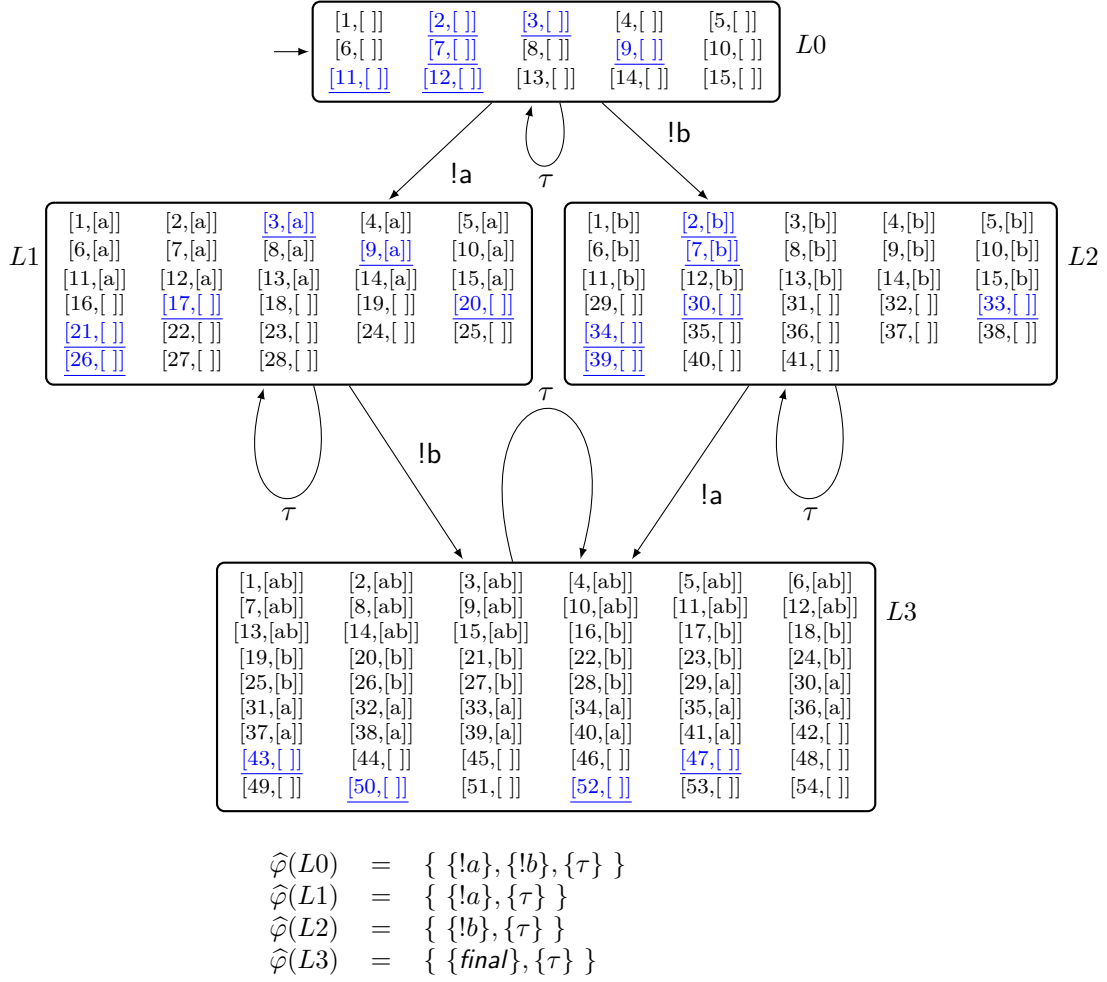 [1,[ ]] [2,[ ]] [3,[ ]] [4,[ ]] [5,[ ]]
[6,[ ]] [7,[ ]] [8,[ ]] [9,[ ]] [10,[ ]] L0
[11,[ ]] [12,[ ]] [13,[ ]] [14,[ ]] [15,[ ]]
!b
!a
τ
[1,[a]] [2,[a]] [3,[a]] [4,[a]] [5,[a]]
[6,[a]] [7,[a]] [8,[a]] [9,[a]] [10,[a]]
L1
[11,[a]] [12,[a]] [13,[a]] [14,[a]] [15,[a]]
[16,[ ]] [17,[ ]] [18,[ ]] [19,[ ]] [20,[ ]]
[21,[ ]] [22,[ ]] [23,[ ]] [24,[ ]] [25,[ ]]
[26,[ ]] [27,[ ]] [28,[ ]]
[1,[b]] [2,[b]] [3,[b]] [4,[b]] [5,[b]]
[6,[b]] [7,[b]] [8,[b]] [9,[b]] [10,[b]]
L2
[11,[b]] [12,[b]] [13,[b]] [14,[b]] [15,[b]]
[29,[ ]] [30,[ ]] [31,[ ]] [32,[ ]] [33,[ ]]
[34,[ ]] [35,[ ]] [36,[ ]] [37,[ ]] [38,[ ]]
[39,[ ]] [40,[ ]] [41,[ ]]
τ
!b
!a
τ
τ
[1,[ab]] [2,[ab]] [3,[ab]] [4,[ab]] [5,[ab]] [6,[ab]]
[7,[ab]] [8,[ab]] [9,[ab]] [10,[ab]] [11,[ab]] [12,[ab]]
L3
[13,[ab]] [14,[ab]] [15,[ab]] [16,[b]] [17,[b]] [18,[b]]
[19,[b]] [20,[b]] [21,[b]] [22,[b]] [23,[b]] [24,[b]]
[25,[b]] [26,[b]] [27,[b]] [28,[b]] [29,[a]] [30,[a]]
[31,[a]] [32,[a]] [33,[a]] [34,[a]] [35,[a]] [36,[a]]
[37,[a]] [38,[a]] [39,[a]] [40,[a]] [41,[a]] [42,[ ]]
[43,[ ]] [44,[ ]] [45,[ ]] [46,[ ]] [47,[ ]] [48,[ ]]
[49,[ ]] [50,[ ]] [51,[ ]] [52,[ ]] [53,[ ]] [54,[ ]]
φ̂(L0) = { {!a}, {!b}, {τ} }
φ̂(L1) = { {!a}, {τ} }
φ̂(L2) = { {!b}, {τ} }
φ̂(L3) = { {final}, {τ} }